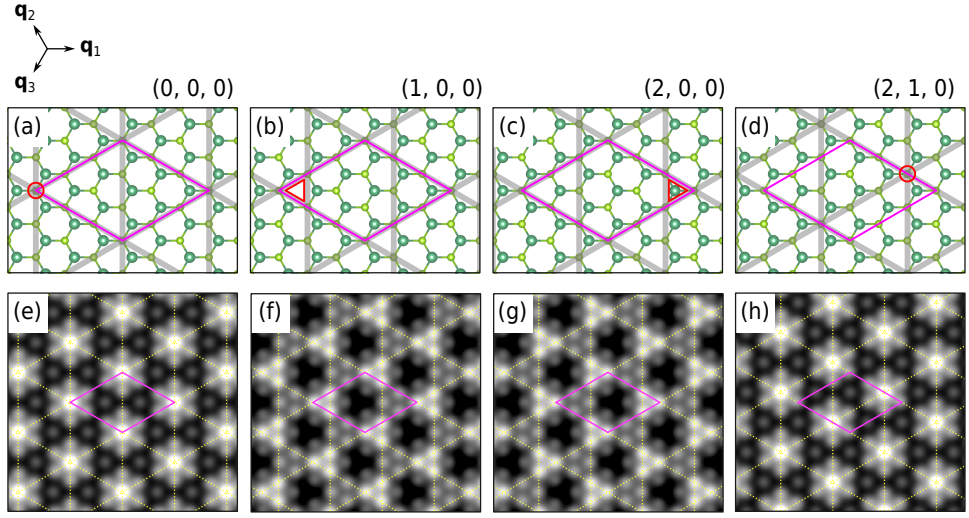 q2
q1
q3
(0, 0, 0)
(1, 0, 0)
(2, 0, 0)
(2, 1, 0)
(a)
(b)
(c)
(d)
(e)
(f)
(g)
(h)